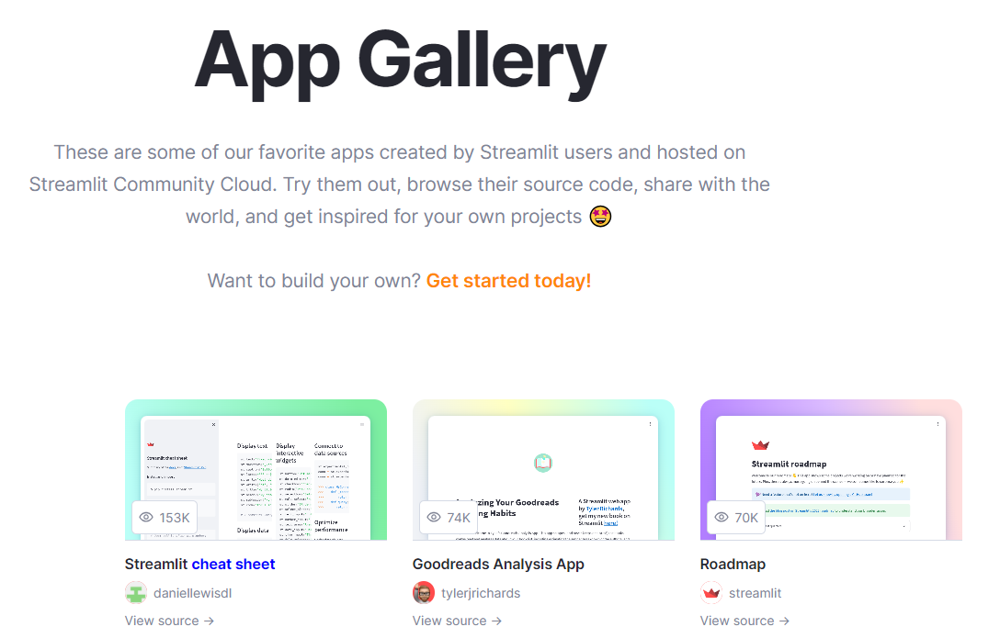 App Gallery
These are some of our favorite apps created by Streamlit users and hosted on
Streamlit Community Cloud. Try them out, browse their source code, share with the
world, and get inspired for your own projects 🤩
Want to build your own? Get started today!
Streamlit cheat sheet
Display text
Display interactive widgets
Connect to data sources
Display data
Optimize performance
153K
Streamlit cheat sheet
daniellewisdl
View source →
Your Goodreads
Habits
A Streamlit web app
by Tyler Richards,
get my new book on
Streamlit here!
74K
Goodreads Analysis App
tylerjrichards
View source →
Streamlit roadmap
70K
Roadmap
streamlit
View source →